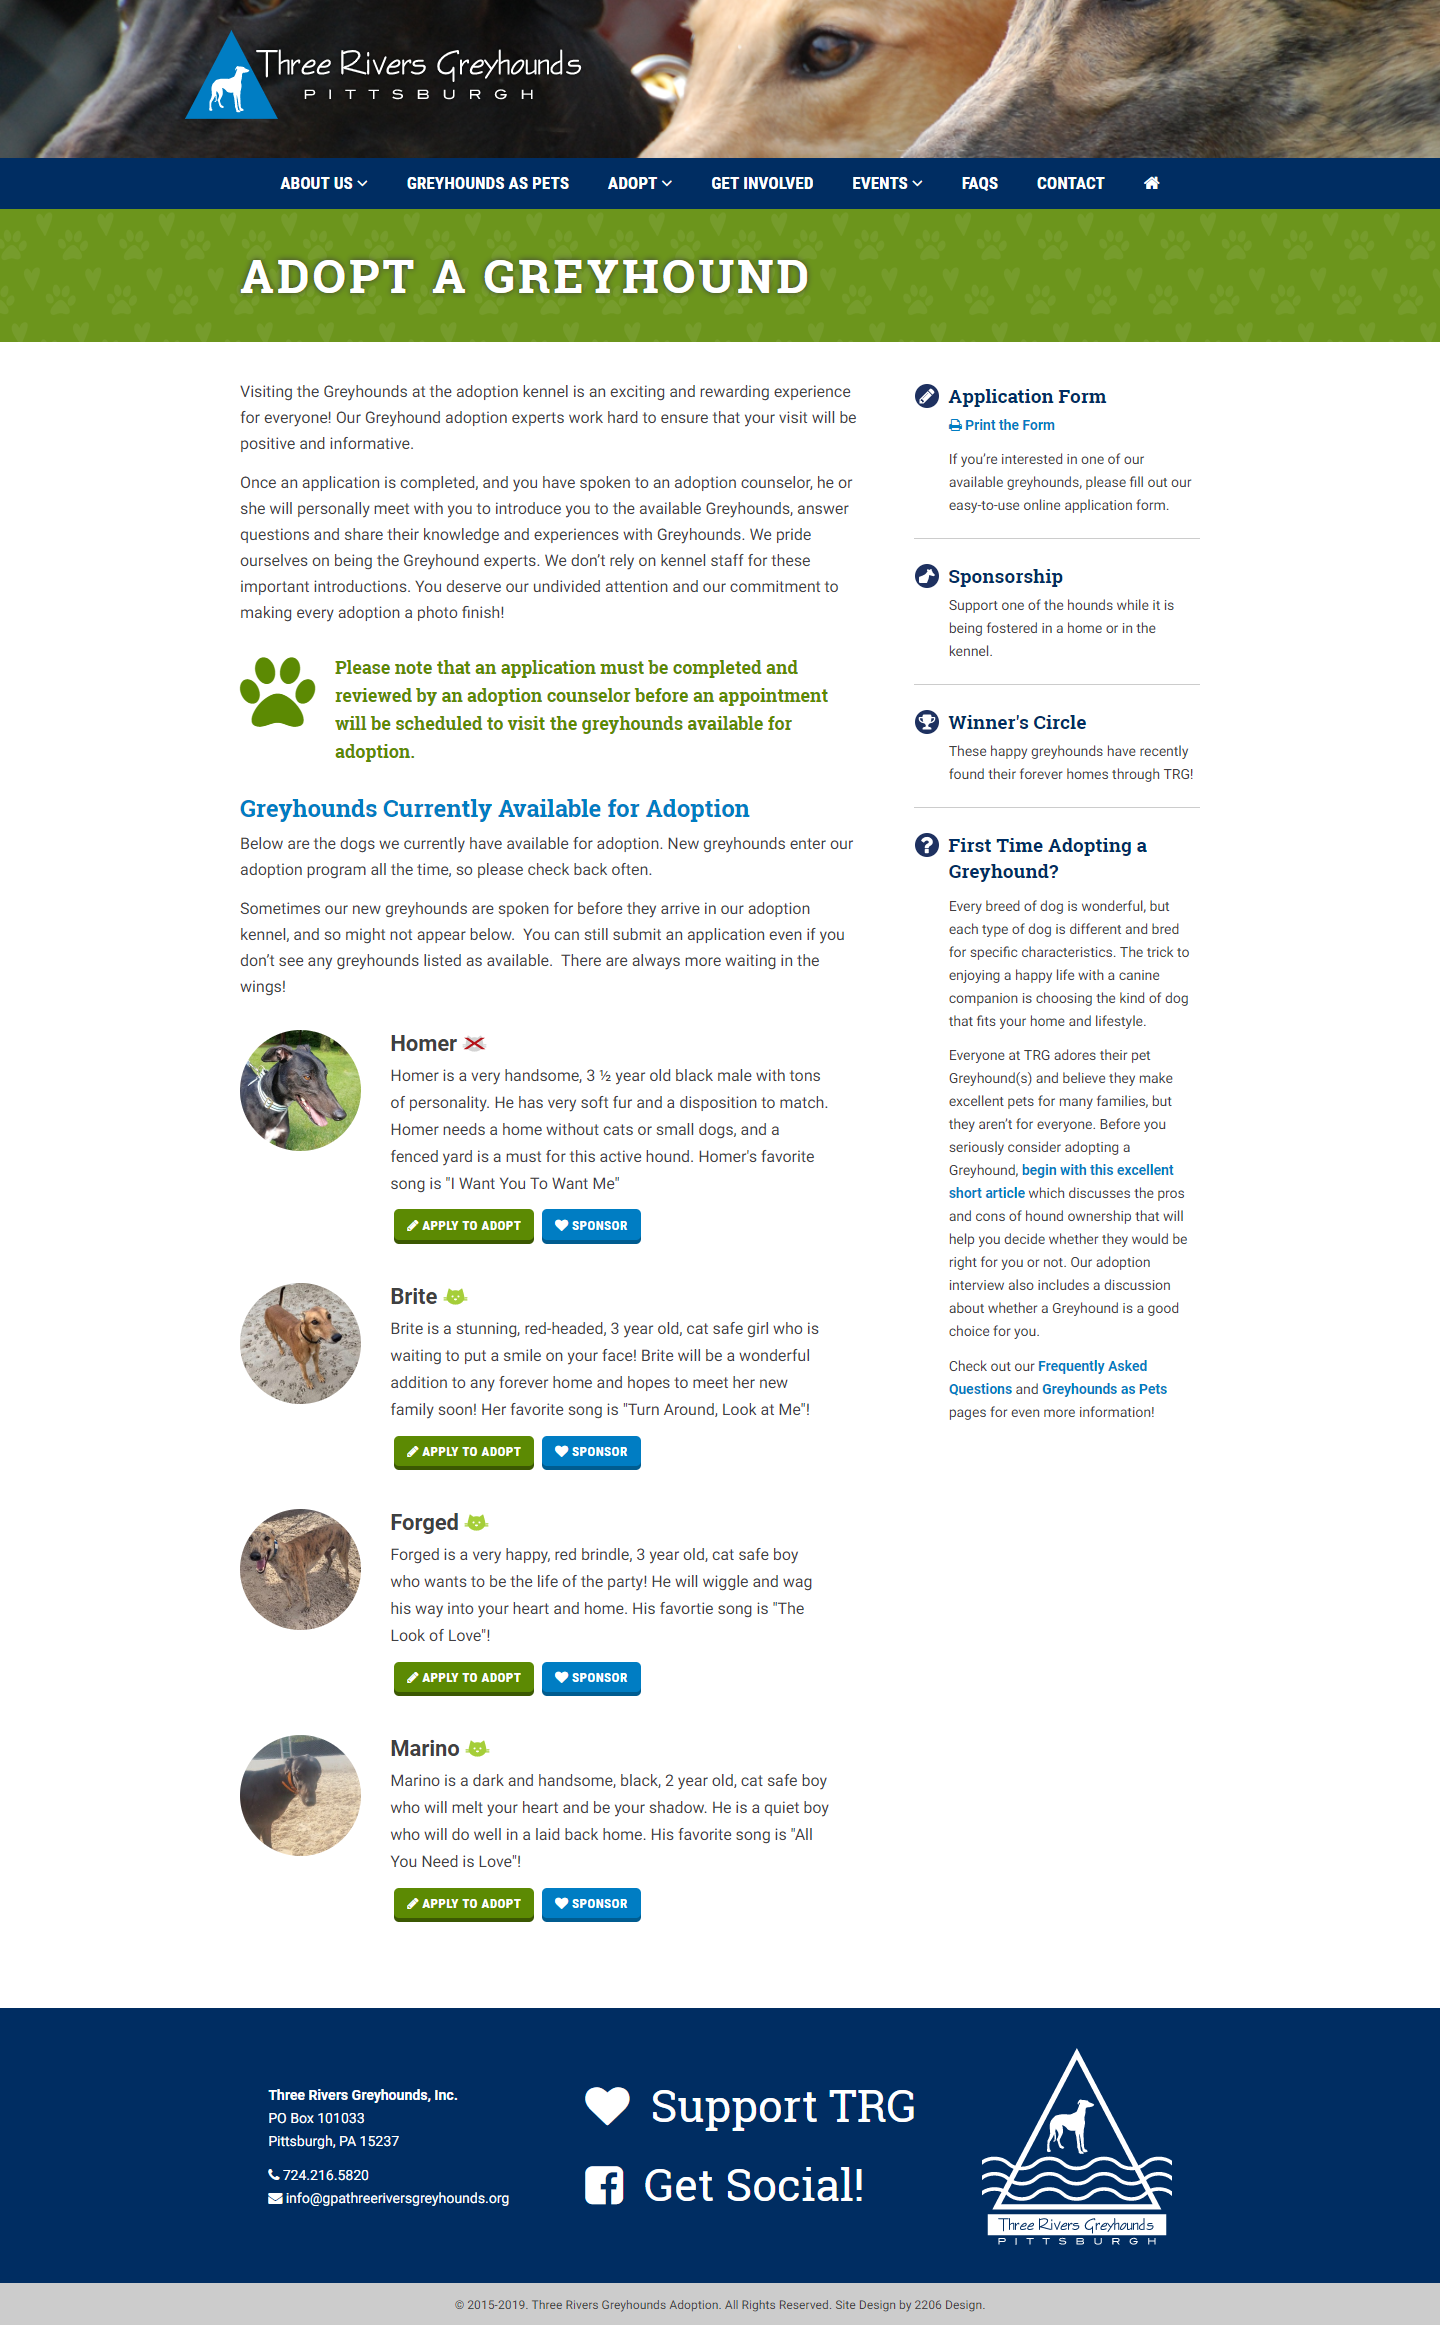 Three Rivers Greyhounds
PITTSBURGH
ABOUT US
GREYHOUNDS AS PETS
ADOPT
GET INVOLVED
EVENTS
FAQS
CONTACT
ADOPT A GREYHOUND
Visiting the Greyhounds at the adoption kennel is an exciting and rewarding experience
for everyone! Our Greyhound adoption experts work hard to ensure that your visit will be
positive and informative.
Once an application is completed, and you have spoken to an adoption counselor, he or
she will personally meet with you to introduce you to the available Greyhounds, answer
questions and share their knowledge and experiences with Greyhounds. We pride
ourselves on being the Greyhound experts. We don’t rely on kennel staff for these
important introductions. You deserve our undivided attention and our commitment to
making every adoption a photo finish!
Please note that an application must be completed and
reviewed by an adoption counselor before an appointment
will be scheduled to visit the greyhounds available for
adoption.
Greyhounds Currently Available for Adoption
Below are the dogs we currently have available for adoption. New greyhounds enter our
adoption program all the time, so please check back often.
Sometimes our new greyhounds are spoken for before they arrive in our adoption
kennel, and so might not appear below. You can still submit an application even if you
don’t see any greyhounds listed as available. There are always more waiting in the
wings!
Homer
Homer is a very handsome, 3 ½ year old black male with tons
of personality. He has very soft fur and a disposition to match.
Homer needs a home without cats or small dogs, and a
fenced yard is a must for this active hound. Homer's favorite
song is "I Want You To Want Me"
APPLY TO ADOPT
SPONSOR
Brite
Brite is a stunning, red-headed, 3 year old, cat safe girl who is
waiting to put a smile on your face! Brite will be a wonderful
addition to any forever home and hopes to meet her new
family soon! Her favorite song is "Turn Around, Look at Me"!
APPLY TO ADOPT
SPONSOR
Forged
Forged is a very happy, red brindle, 3 year old, cat safe boy
who wants to be the life of the party! He will wiggle and wag
his way into your heart and home. His favortie song is "The
Look of Love"!
APPLY TO ADOPT
SPONSOR
Marino
Marino is a dark and handsome, black, 2 year old, cat safe boy
who will melt your heart and be your shadow. He is a quiet boy
who will do well in a laid back home. His favorite song is "All
You Need is Love"!
APPLY TO ADOPT
SPONSOR
Application Form
Print the Form
If you’re interested in one of our
available greyhounds, please fill out our
easy-to-use online application form.
Sponsorship
Support one of the hounds while it is
being fostered in a home or in the
kennel.
Winner's Circle
These happy greyhounds have recently
found their forever homes through TRG!
First Time Adopting a
Greyhound?
Every breed of dog is wonderful, but
each type of dog is different and bred
for specific characteristics. The trick to
enjoying a happy life with a canine
companion is choosing the kind of dog
that fits your home and lifestyle.
Everyone at TRG adores their pet
Greyhound(s) and believe they make
excellent pets for many families, but
they aren’t for everyone. Before you
seriously consider adopting a
Greyhound, begin with this excellent
short article which discusses the pros
and cons of hound ownership that will
help you decide whether they would be
right for you or not. Our adoption
interview also includes a discussion
about whether a Greyhound is a good
choice for you.
Check out our Frequently Asked
Questions and Greyhounds as Pets
pages for even more information!
Three Rivers Greyhounds, Inc.
PO Box 101033
Pittsburgh, PA 15237
724.216.5820
info@gpathreeriversgreyhounds.org
Support TRG
Get Social!
Three Rivers Greyhounds
PITTSBURGH
© 2015-2019. Three Rivers Greyhounds Adoption. All Rights Reserved. Site Design by 2206 Design.